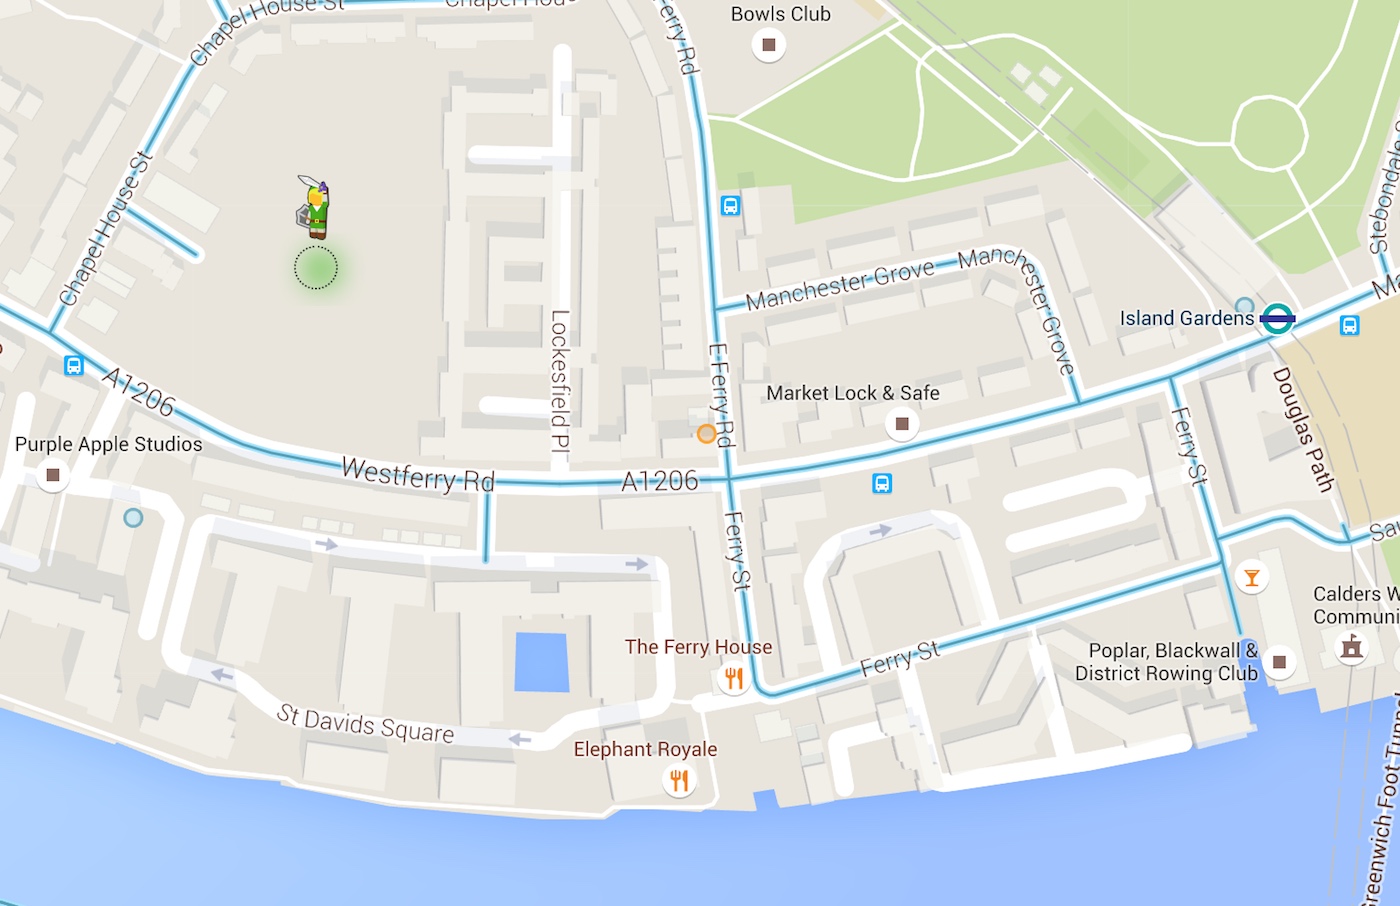 Chapel House St
Bowls Club
Ferry Rd
Chapel House St
Stebondale
Manchester Grove
Manchester Grove
Island Gardens
Lockesfield Pl
E Ferry Rd
A1206
Market Lock & Safe
Douglas Path
Purple Apple Studios
Westferry Rd
A1206
Ferry St
Ferry St
Calders W
Communi
The Ferry House
Ferry St
Poplar, Blackwall &
District Rowing Club
St Davids Square
Elephant Royale
Greenwich Foot Tunnel